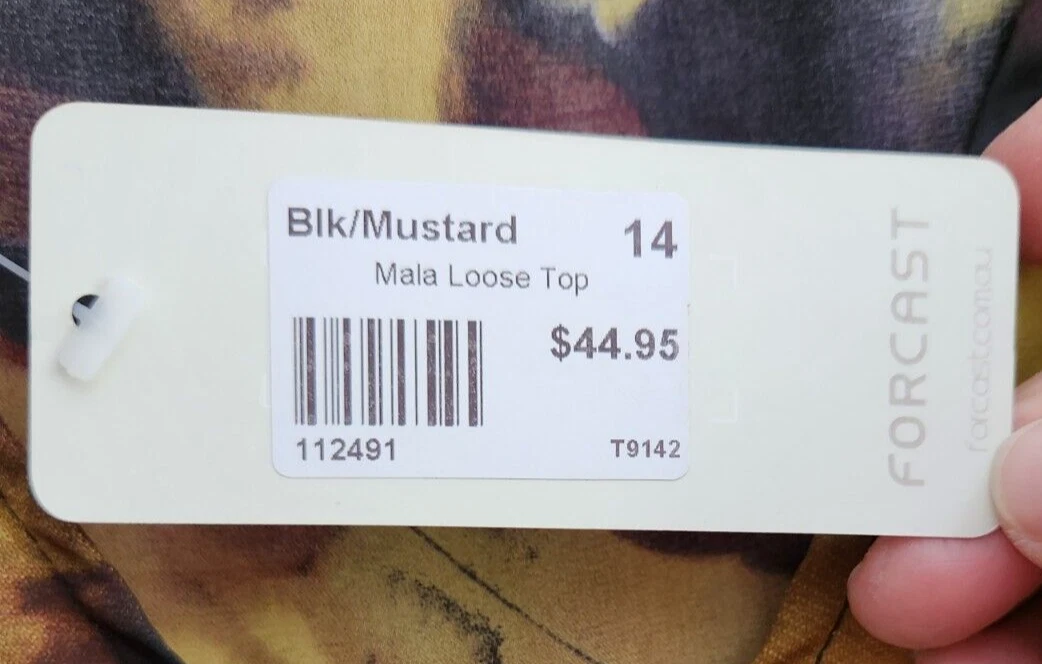 Blk/Mustard 14
Mala Loose Top
$44.95
112491 T9142
FORCAST
forcast.com.au